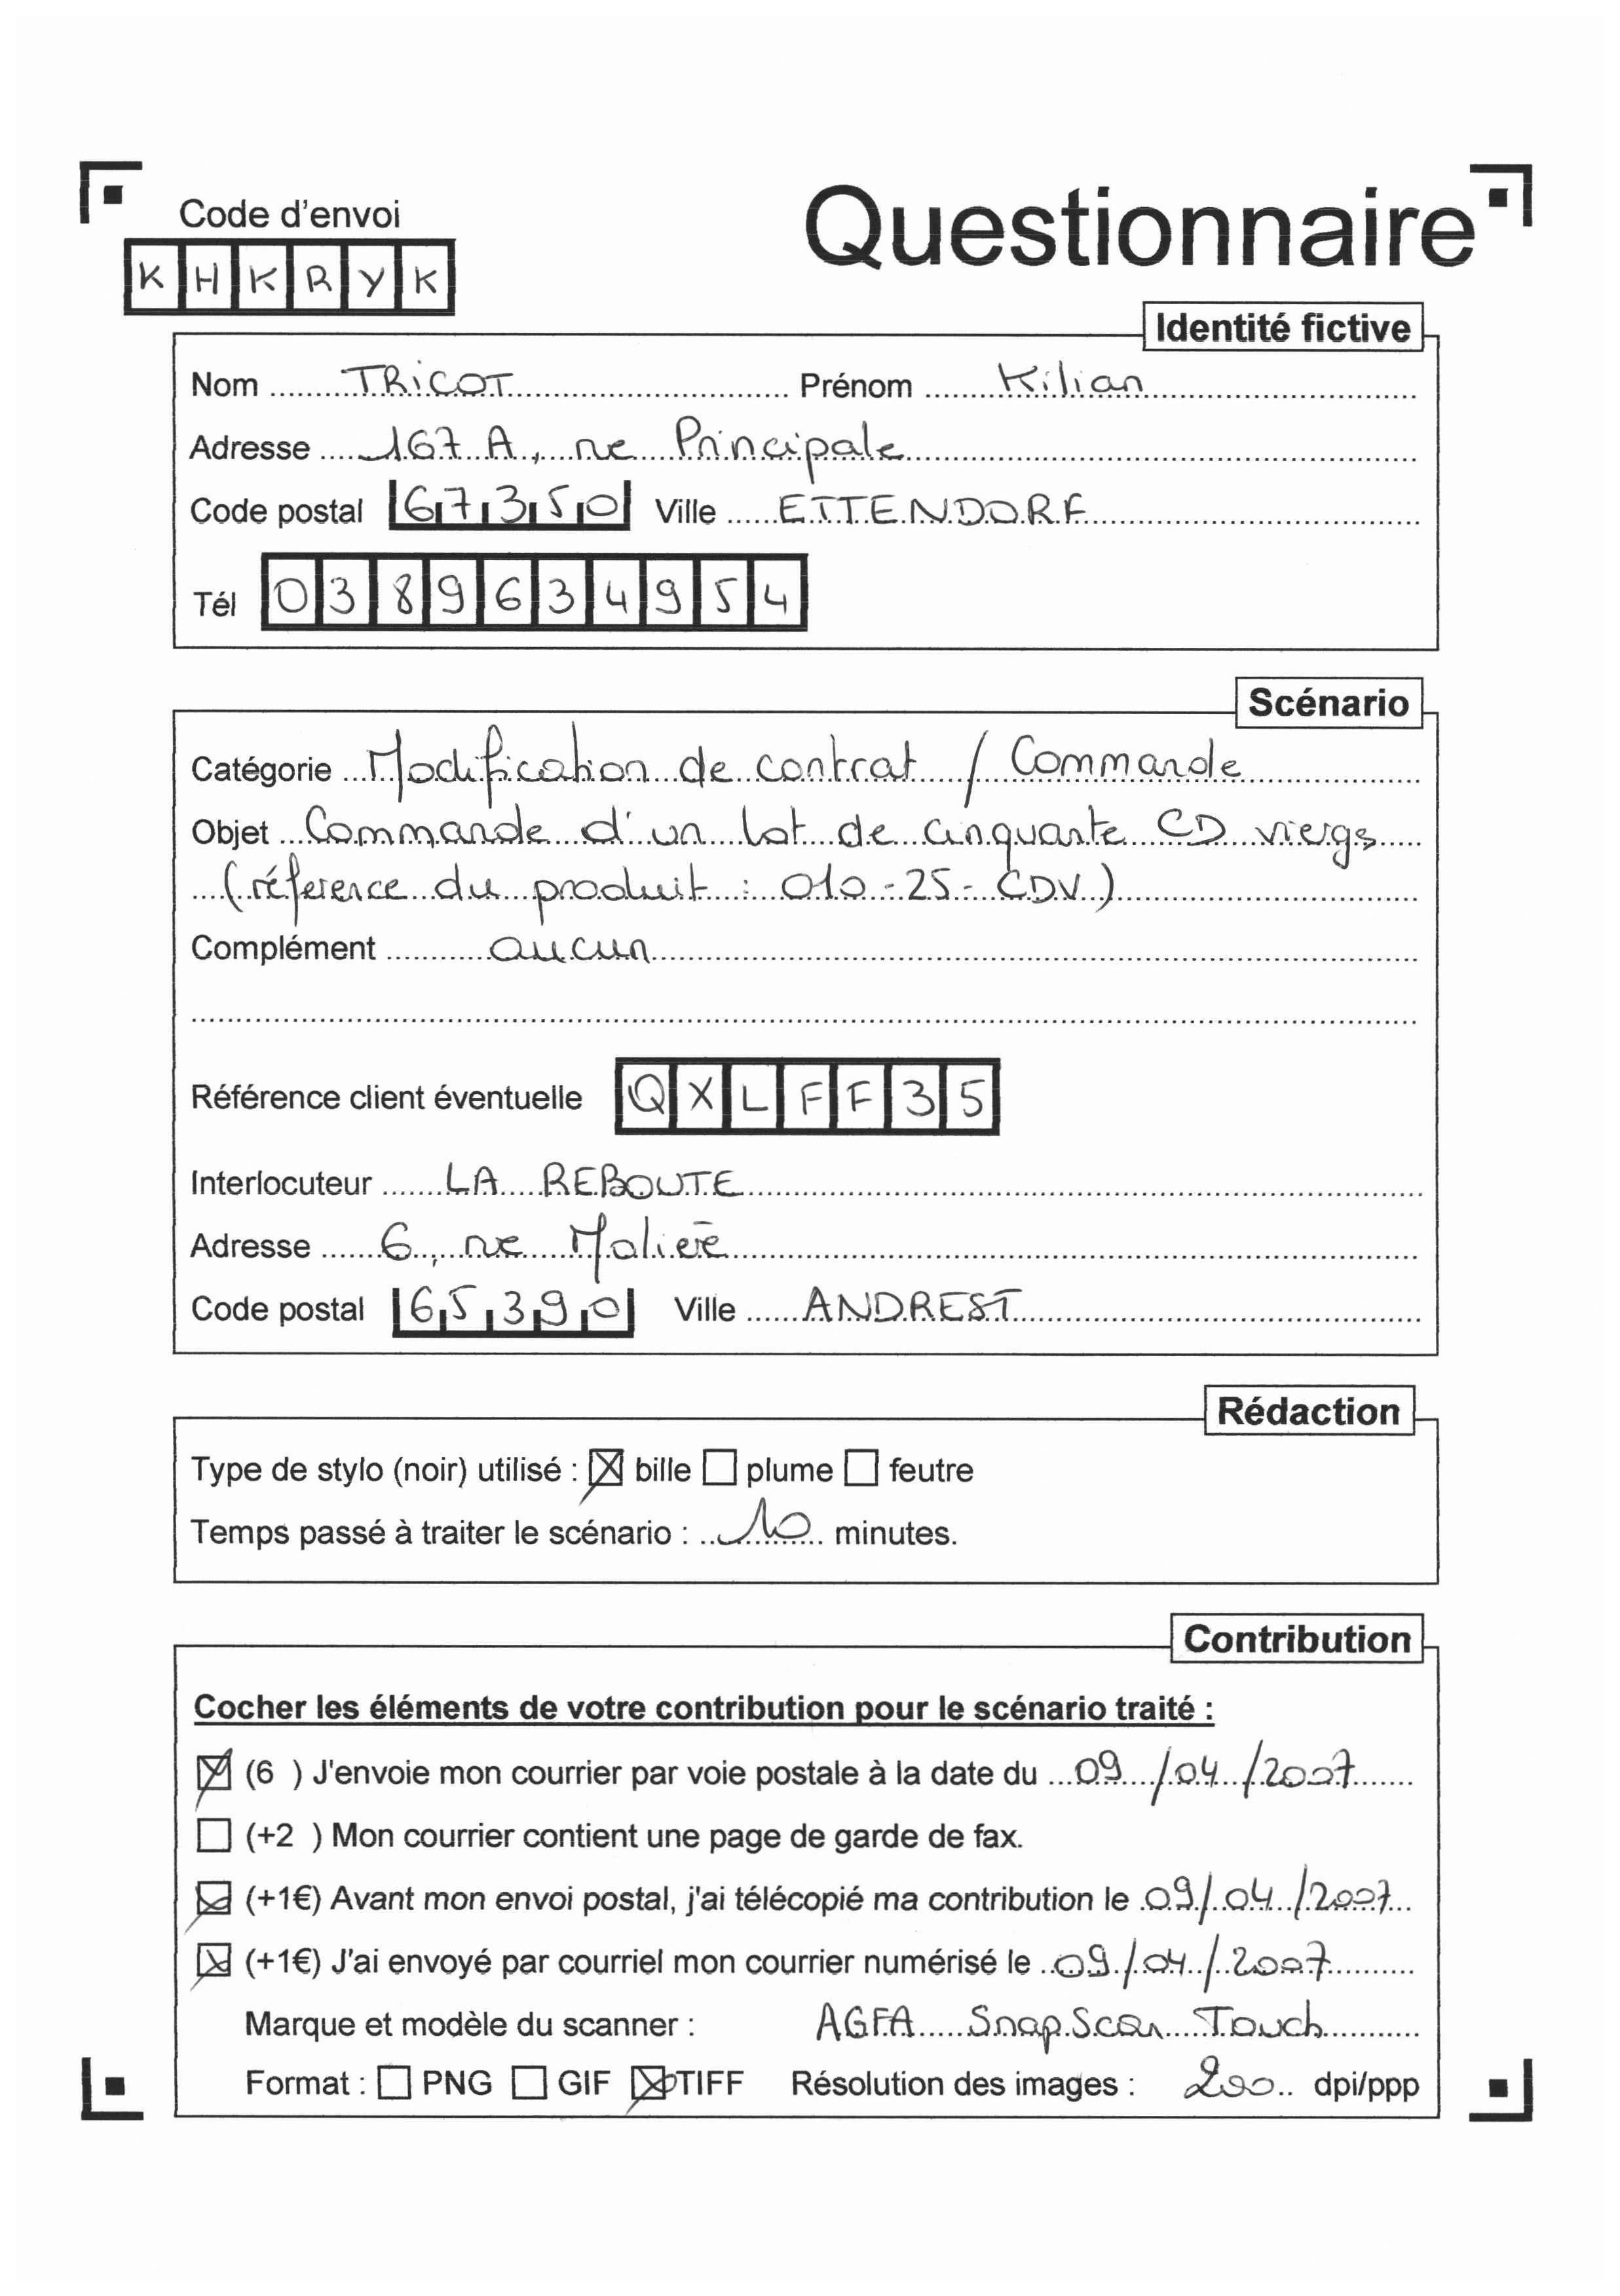 Code d'envoi
Questionnaire
KHKRYK
Identité fictive
Nom TRICOT Prénom Kilian
Adresse 167 A, rue Principale
Code postal 67350 Ville ETTENDORF
Tél 0389634954
Scénario
Catégorie Modification de contrat / Commande
Objet Commande d'un lot de cinquante CD viergs
(réference du produit : 010-25-CDV)
Complément aucun
Référence client éventuelle QXLFF35
Interlocuteur LA REBOUTE
Adresse 6, rue Molière
Code postal 65390 Ville ANDREST
Rédaction
Type de stylo (noir) utilisé : ☒ bille ☐ plume ☐ feutre
Temps passé à traiter le scénario : 10 minutes.
Contribution
Cocher les éléments de votre contribution pour le scénario traité :
☒ (6 ) J'envoie mon courrier par voie postale à la date du 09/04/2007
☐ (+2 ) Mon courrier contient une page de garde de fax.
☒ (+1€) Avant mon envoi postal, j'ai télécopié ma contribution le 09/04/2007
☒ (+1€) J'ai envoyé par courriel mon courrier numérisé le 09/04/2007
Marque et modèle du scanner : AGFA SnapScan Touch
Format : ☐ PNG ☐ GIF ☒ TIFF Résolution des images : 200 dpi/ppp